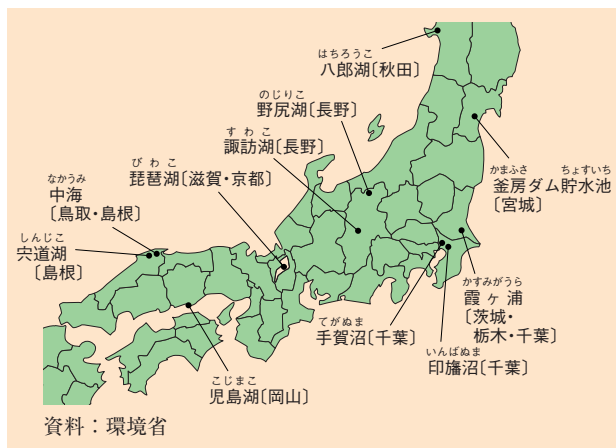 はちろうこ
八郎湖〔秋田〕
のじりこ
野尻湖〔長野〕
すわこ
諏訪湖〔長野〕
びわこ
琵琶湖〔滋賀・京都〕
なかうみ
中海
〔鳥取・島根〕
しんじこ
宍道湖
〔島根〕
かまふさ ちょすいち
釜房ダム貯水池
〔宮城〕
かすみがうら
霞ヶ浦
〔茨城・
栃木・千葉〕
てがぬま
手賀沼〔千葉〕
いんばぬま
印旛沼〔千葉〕
こじまこ
児島湖〔岡山〕
資料：環境省